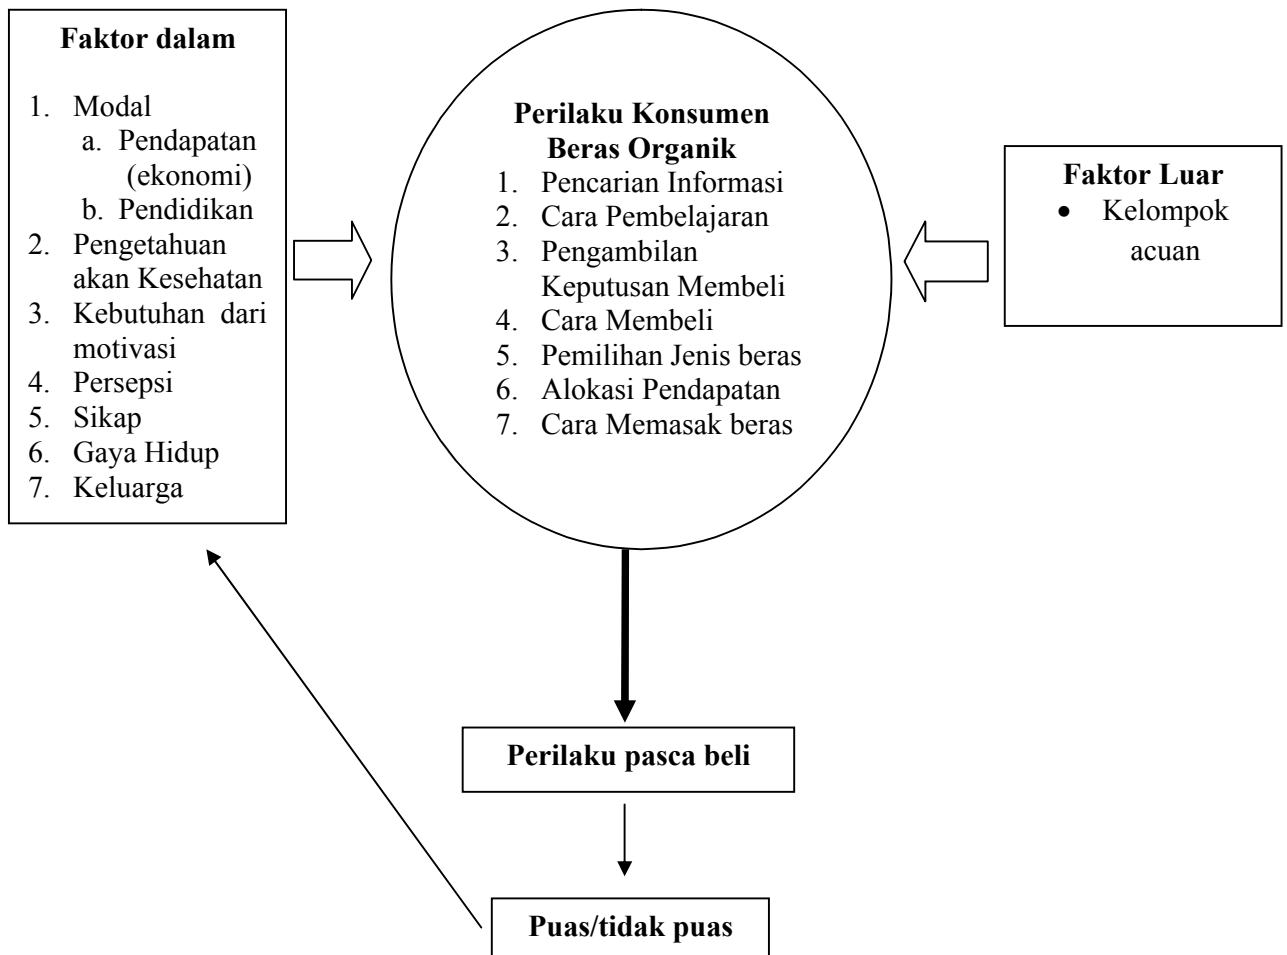 Faktor dalam
1. Modal
a. Pendapatan
(ekonomi)
b. Pendidikan
2. Pengetahuan
akan Kesehatan
3. Kebutuhan dari
motivasi
4. Persepsi
5. Sikap
6. Gaya Hidup
7. Keluarga
Perilaku Konsumen
Beras Organik
1. Pencarian Informasi
2. Cara Pembelajaran
3. Pengambilan
Keputusan Membeli
4. Cara Membeli
5. Pemilihan Jenis beras
6. Alokasi Pendapatan
7. Cara Memasak beras
Faktor Luar
• Kelompok
acuan
Perilaku pasca beli
Puas/tidak puas